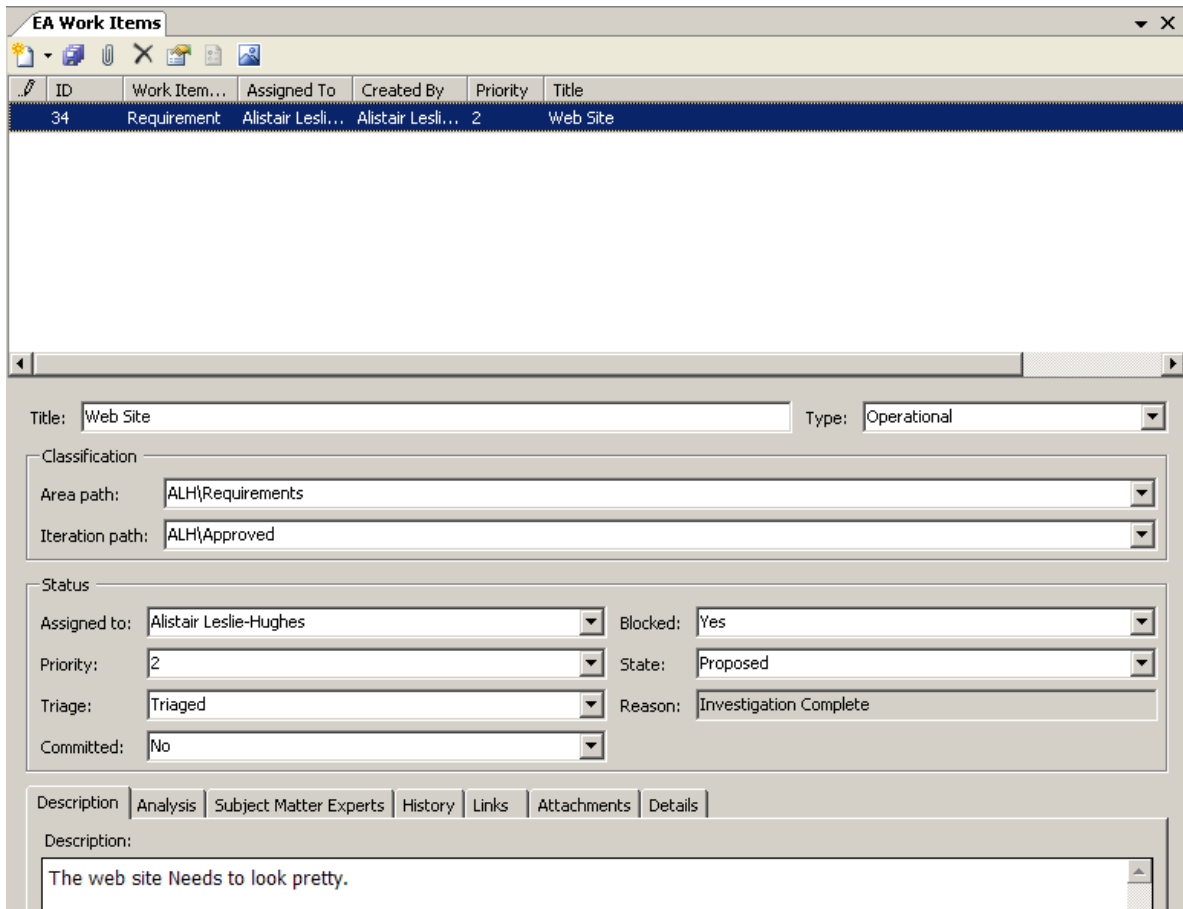 EA Work Items
ID Work Item... Assigned To Created By Priority Title
34 Requirement Alistair Lesli... Alistair Lesli... 2 Web Site
Title: Web Site Type: Operational
Classification
Area path: ALH\Requirements
Iteration path: ALH\Approved
Status
Assigned to: Alistair Leslie-Hughes Blocked: Yes
Priority: 2 State: Proposed
Triage: Triaged Reason: Investigation Complete
Committed: No
Description Analysis Subject Matter Experts History Links Attachments Details
Description:
The web site Needs to look pretty.